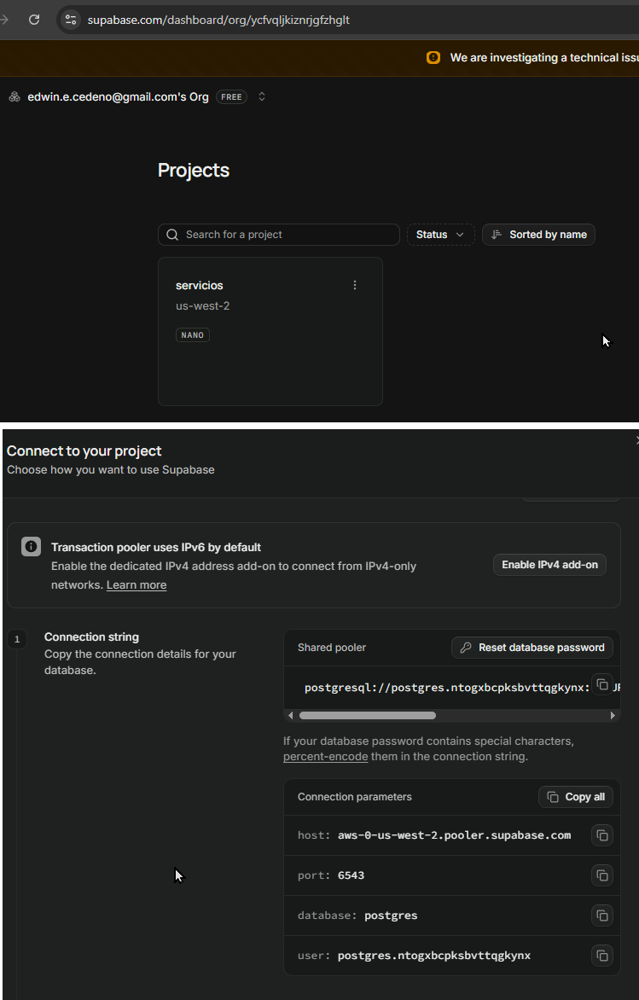 supabase.com/dashboard/org/ycfvqljkiznrjgfzhglt
We are investigating a technical issu
edwin.e.cedeno@gmail.com's Org FREE
Projects
Search for a project
Status
Sorted by name
servicios
us-west-2
NANO
Connect to your project
Choose how you want to use Supabase
Transaction pooler uses IPv6 by default
Enable the dedicated IPv4 address add-on to connect from IPv4-only
networks. Learn more
Enable IPv4 add-on
1
Connection string
Copy the connection details for your
database.
Shared pooler
Reset database password
postgresql://postgres.ntogxbcpksbvttqgkynx:
If your database password contains special characters,
percent-encode them in the connection string.
Connection parameters
Copy all
host: aws-0-us-west-2.pooler.supabase.com
port: 6543
database: postgres
user: postgres.ntogxbcpksbvttqgkynx